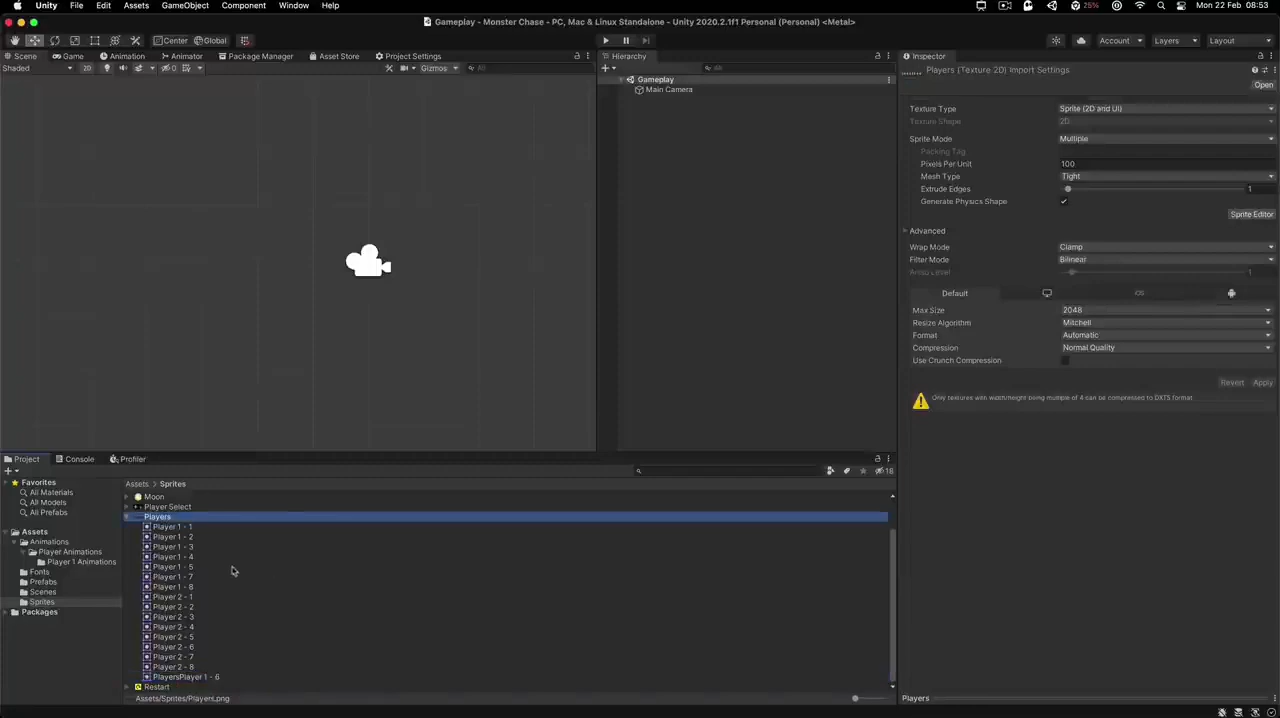 Unity File Edit Assets GameObject Component Window Help
25% Mon 22 Feb 08:53
Gameplay - Monster Chase - PC, Mac & Linux Standalone - Unity 2020.2.1f1 Personal (Personal) <Metal>
Center Global Account Layers Layout
Scene Game Animation Animator Package Manager Asset Store Project Settings
Shaded 2D 0 Gizmos All
Hierarchy
All
Gameplay
Main Camera
Inspector
Players (Texture 2D) Import Settings
Open
Texture Type Sprite (2D and UI)
Texture Shape 2D
Sprite Mode Multiple
Packing Tag
Pixels Per Unit 100
Mesh Type Tight
Extrude Edges 1
Generate Physics Shape
Sprite Editor
Advanced
Wrap Mode Clamp
Filter Mode Bilinear
Aniso Level 1
Default iOS
Max Size 2048
Resize Algorithm Mitchell
Format Automatic
Compression Normal Quality
Use Crunch Compression
Revert Apply
Only textures with width/height being multiple of 4 can be compressed to DXT5 format
Project Console Profiler
18
Favorites
All Materials
All Models
All Prefabs
Assets
Animations
Player Animations
Player 1 Animations
Fonts
Prefabs
Scenes
Sprites
Packages
Assets > Sprites
Moon
Player Select
Players
Player 1 - 1
Player 1 - 2
Player 1 - 3
Player 1 - 4
Player 1 - 5
Player 1 - 7
Player 1 - 8
Player 2 - 1
Player 2 - 2
Player 2 - 3
Player 2 - 4
Player 2 - 5
Player 2 - 6
Player 2 - 7
Player 2 - 8
PlayersPlayer 1 - 6
Restart
Assets/Sprites/Players.png
Players